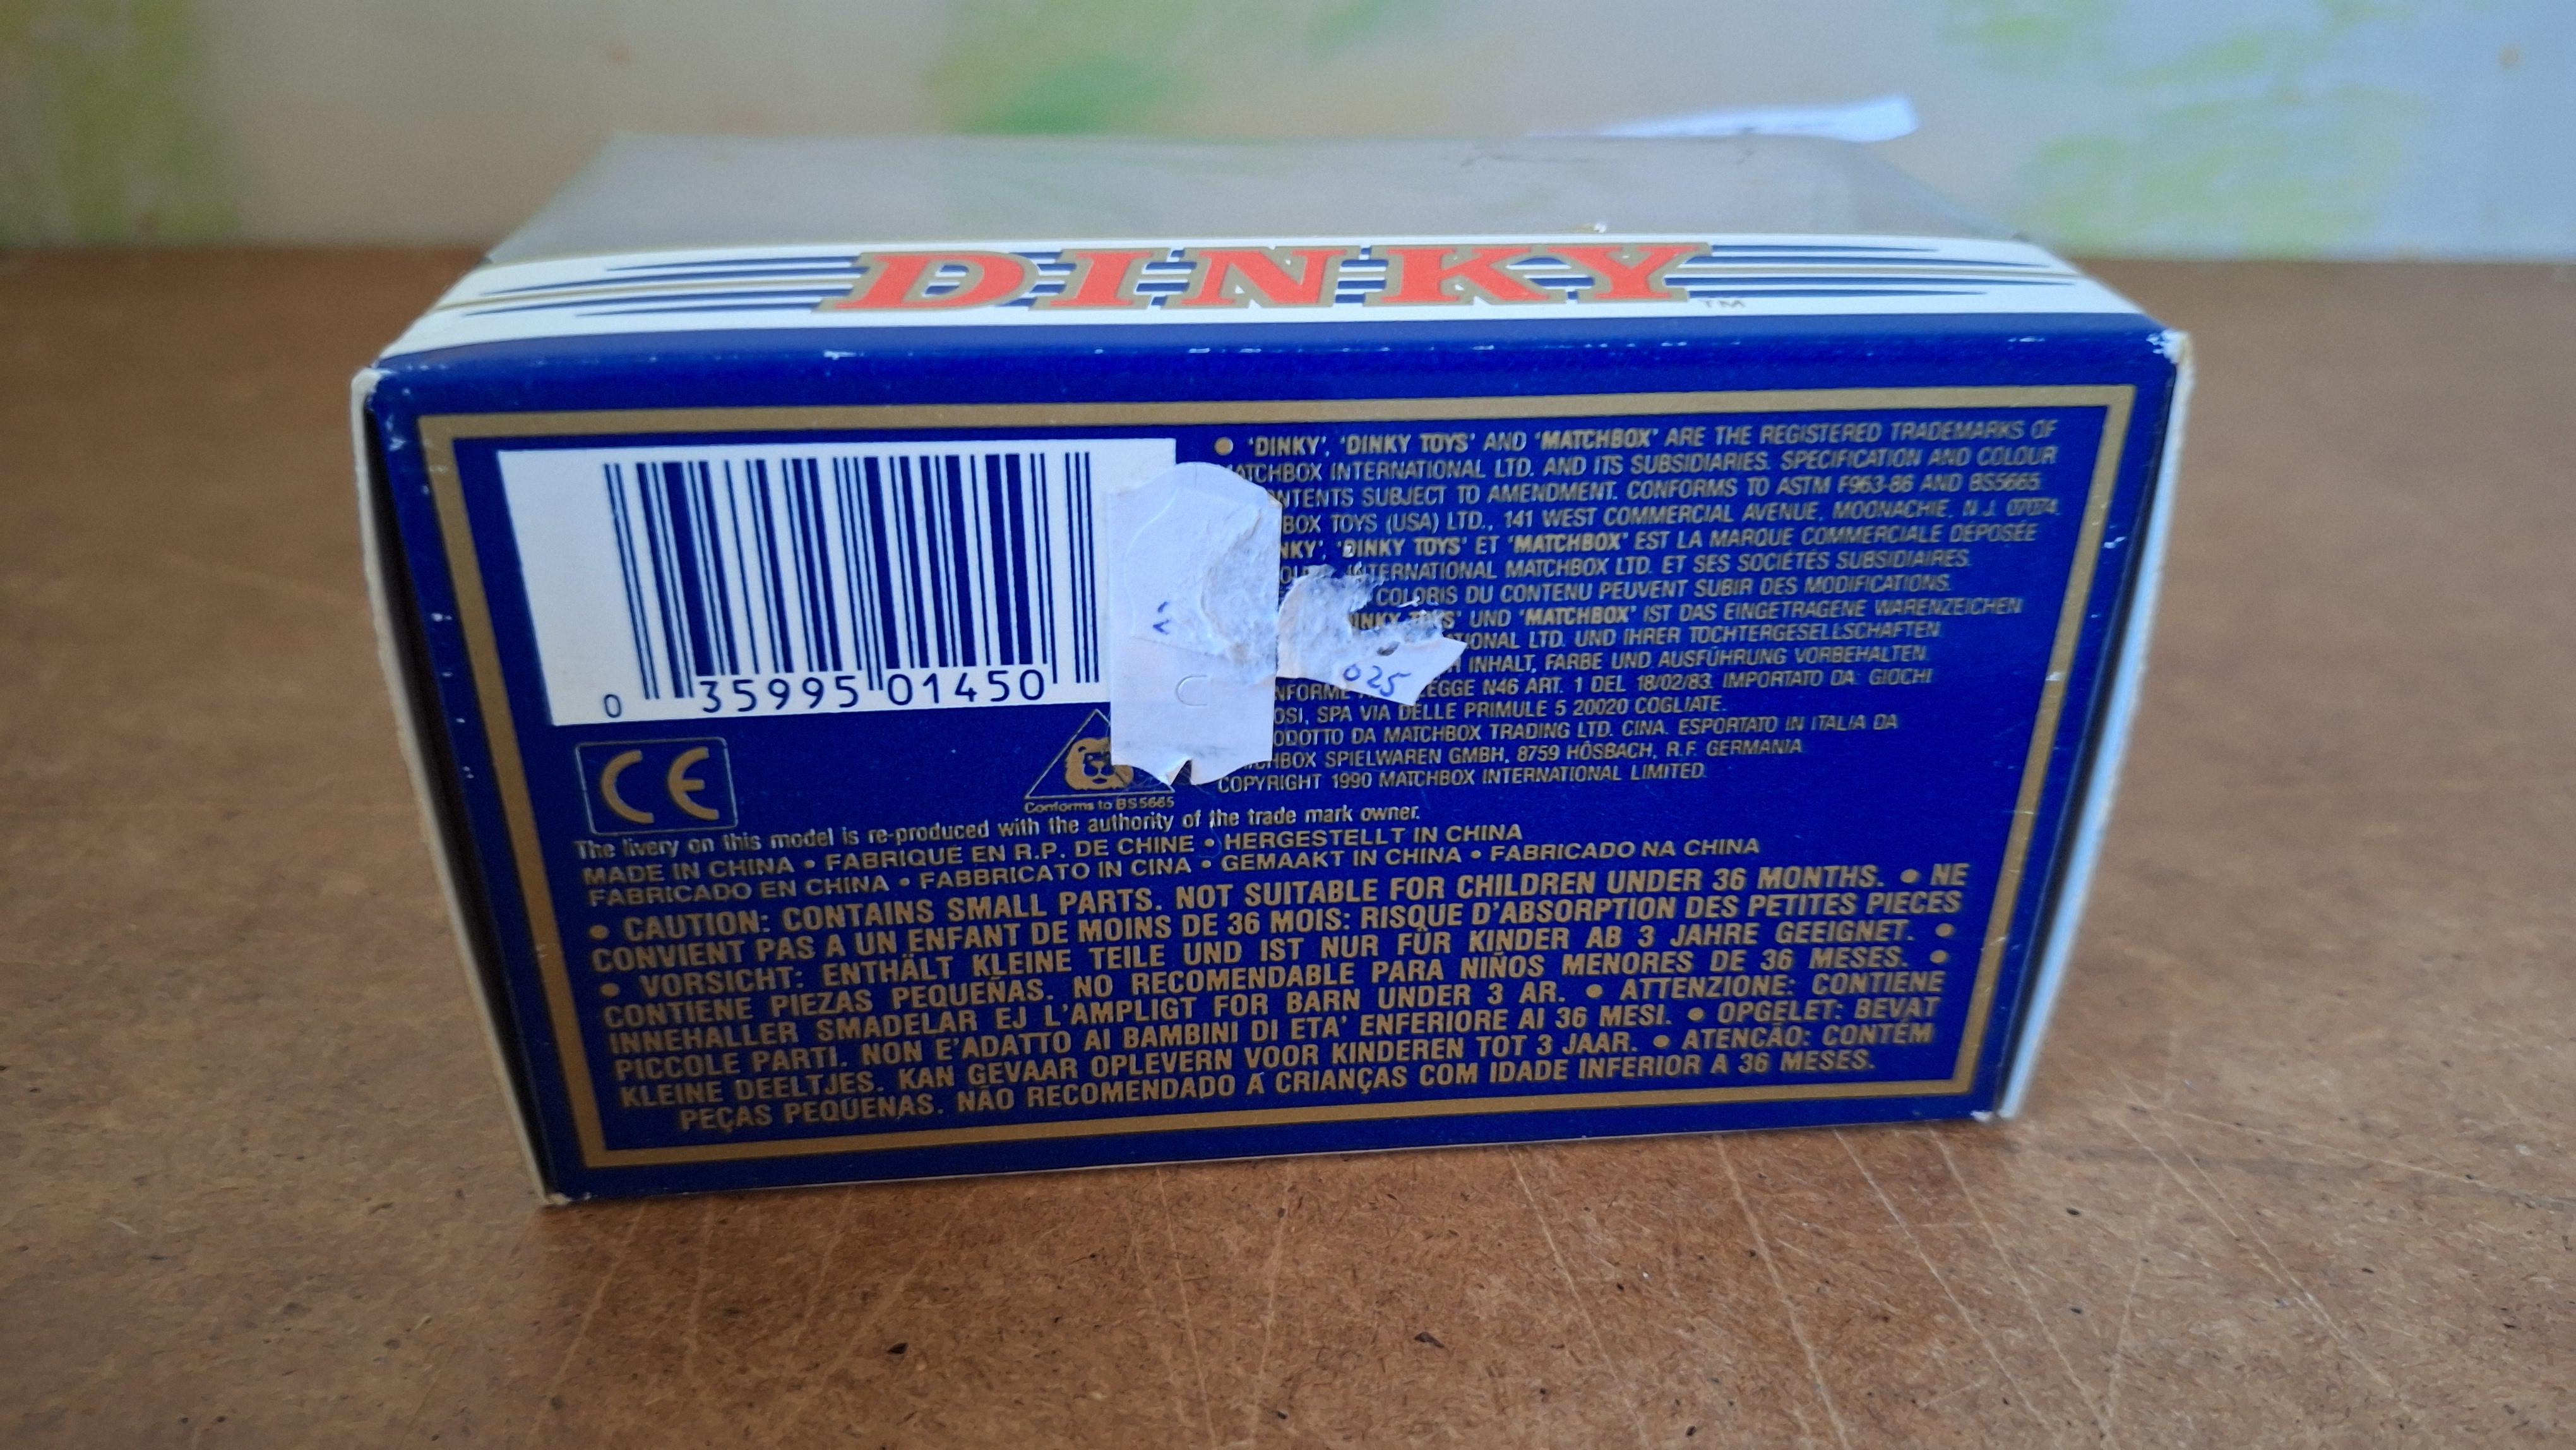 DINKY™
0 35995 01450
• 'DINKY', 'DINKY TOYS' AND 'MATCHBOX' ARE THE REGISTERED TRADEMARKS OF
MATCHBOX INTERNATIONAL LTD. AND ITS SUBSIDIARIES. SPECIFICATION AND COLOUR
SUBJECT TO AMENDMENT. CONFORMS TO ASTM F963-86 AND BS5665.
TOYS (USA) LTD., 141 WEST COMMERCIAL AVENUE, MOONACHIE, N.J. 07074.
'DINKY TOYS' ET 'MATCHBOX' EST LA MARQUE COMMERCIALE DÉPOSÉE
INTERNATIONAL MATCHBOX LTD. ET SES SOCIÉTÉS SUBSIDIAIRES.
COLORIS DU CONTENU PEUVENT SUBIR DES MODIFICATIONS.
UND 'MATCHBOX' IST DAS EINGETRAGENE WARENZEICHEN
LTD. UND IHRER TOCHTERGESELLSCHAFTEN.
INHALT, FARBE UND AUSFÜHRUNG VORBEHALTEN.
025
N46 ART. 1 DEL 18/02/83. IMPORTATO DA: GIOCHI
SPA VIA DELLE PRIMULE 5 20020 COGLIATE.
DA MATCHBOX TRADING LTD. CINA. ESPORTATO IN ITALIA DA
SPIELWAREN GMBH, 8759 HÖSBACH, R.F. GERMANIA.
COPYRIGHT 1990 MATCHBOX INTERNATIONAL LIMITED.
CE
Conforms to BS5665
The livery on this model is re-produced with the authority of the trade mark owner.
MADE IN CHINA • FABRIQUÉ EN R.P. DE CHINE • HERGESTELLT IN CHINA
FABRICADO EN CHINA • FABBRICATO IN CINA • GEMAAKT IN CHINA • FABRICADO NA CHINA
• CAUTION: CONTAINS SMALL PARTS. NOT SUITABLE FOR CHILDREN UNDER 36 MONTHS. • NE
CONVIENT PAS A UN ENFANT DE MOINS DE 36 MOIS: RISQUE D'ABSORPTION DES PETITES PIECES
• VORSICHT: ENTHÄLT KLEINE TEILE UND IST NUR FÜR KINDER AB 3 JAHRE GEEIGNET. •
CONTIENE PIEZAS PEQUEÑAS. NO RECOMENDABLE PARA NIÑOS MENORES DE 36 MESES. •
INNEHALLER SMADELAR EJ L'AMPLIGT FOR BARN UNDER 3 AR. • ATTENZIONE: CONTIENE
PICCOLE PARTI. NON E'ADATTO AI BAMBINI DI ETA' ENFERIORE AI 36 MESI. • OPGELET: BEVAT
KLEINE DEELTJES. KAN GEVAAR OPLEVERN VOOR KINDEREN TOT 3 JAAR. • ATENCÃO: CONTÉM
PEÇAS PEQUENAS. NÃO RECOMENDADO A CRIANÇAS COM IDADE INFERIOR A 36 MESES.